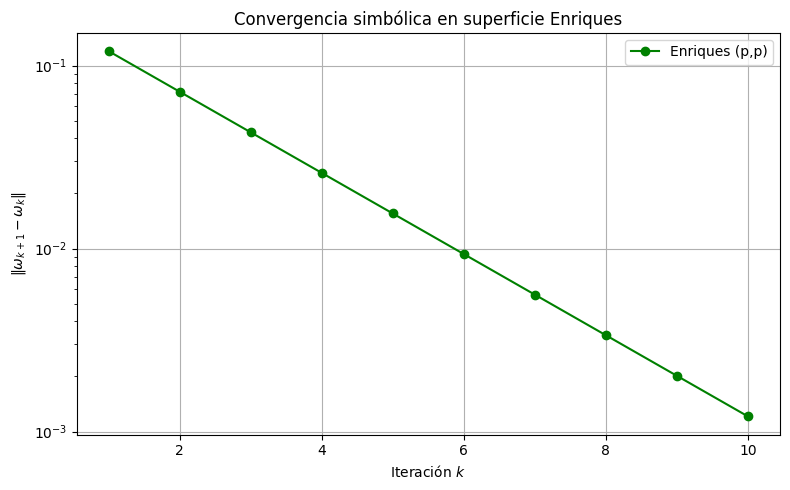 Convergencia simbólica en superficie Enriques
Enriques (p,p)
10⁻¹
10⁻²
10⁻³
‖ω_{k+1} − ω_k‖
2 4 6 8 10
Iteración k